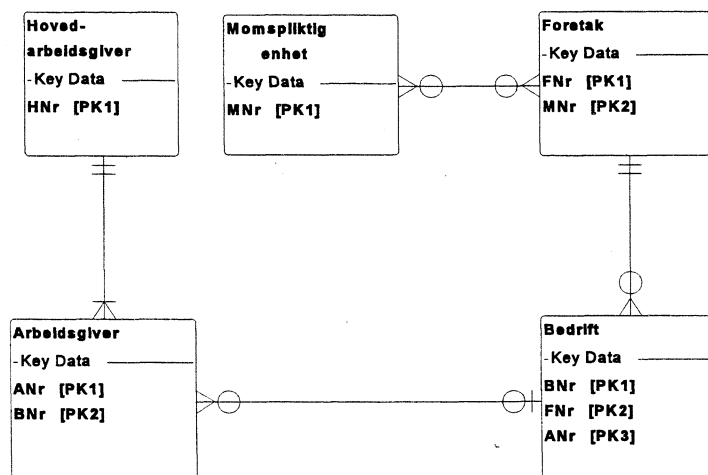 Hoved-
arbeidsgiver
-Key Data
HNr [PK1]
Momspliktig
enhet
-Key Data
MNr [PK1]
Foretak
-Key Data
FNr [PK1]
MNr [PK2]
Arbeidsgiver
-Key Data
ANr [PK1]
BNr [PK2]
Bedrift
-Key Data
BNr [PK1]
FNr [PK2]
ANr [PK3]